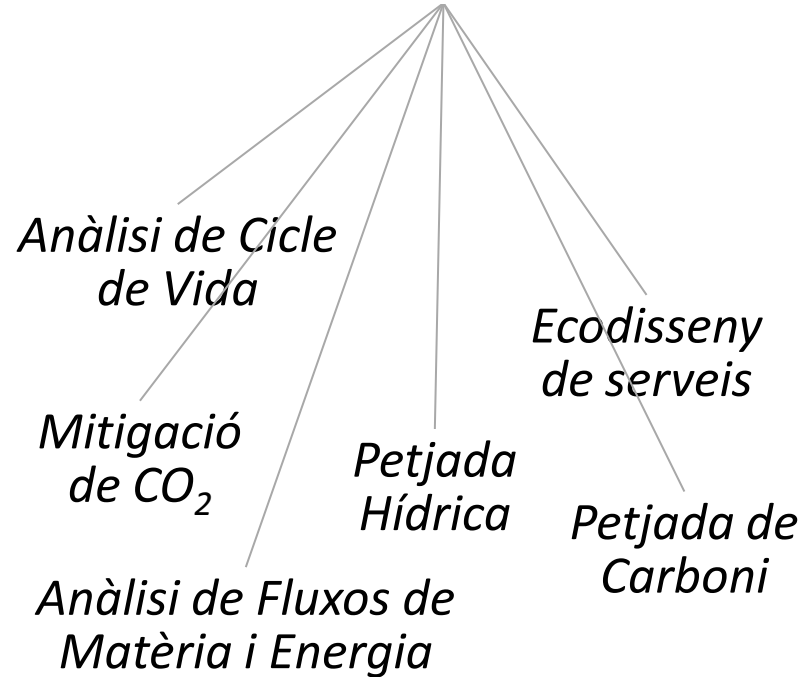 Anàlisi de Cicle
de Vida
Ecodisseny
de serveis
Mitigació
de CO₂
Petjada
Hídrica
Petjada de
Carboni
Anàlisi de Fluxos de
Matèria i Energia